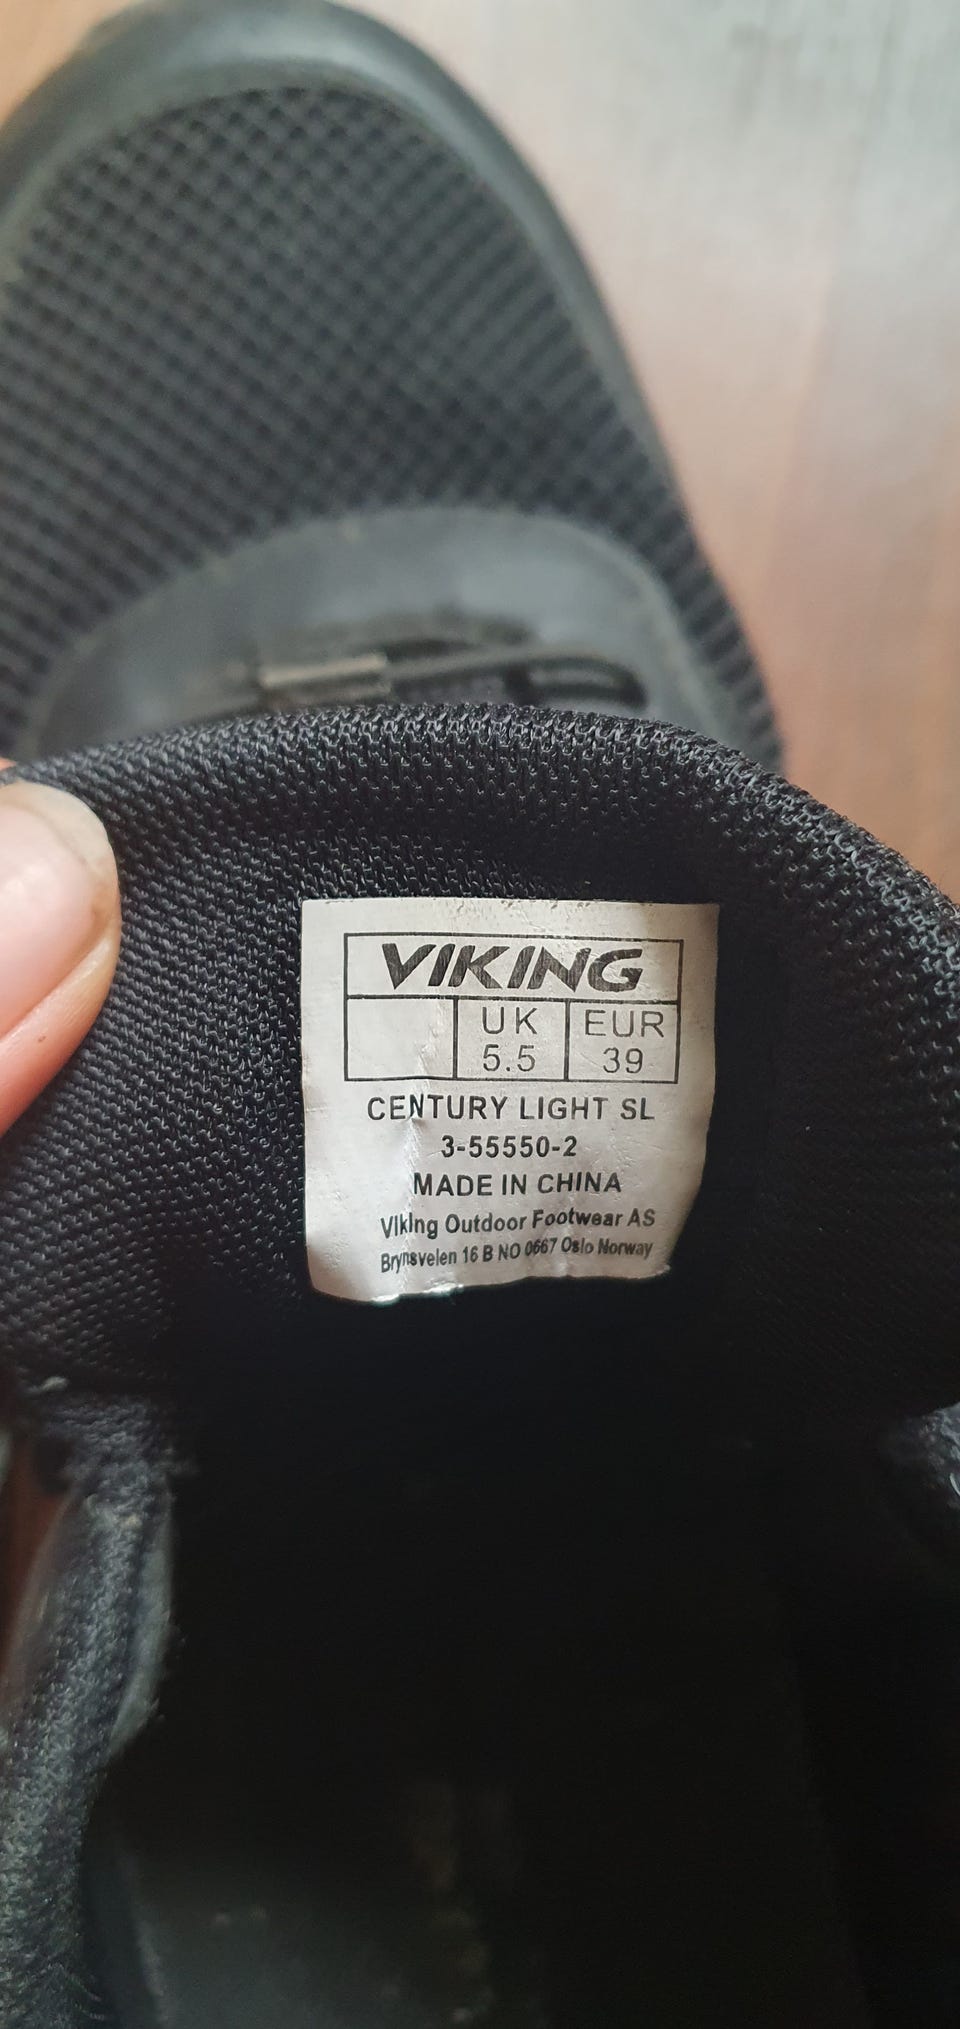 VIKING
UK EUR
5.5 39
CENTURY LIGHT SL
3-55550-2
MADE IN CHINA
Viking Outdoor Footwear AS
Brynsveien 16 B NO 0667 Oslo Norway